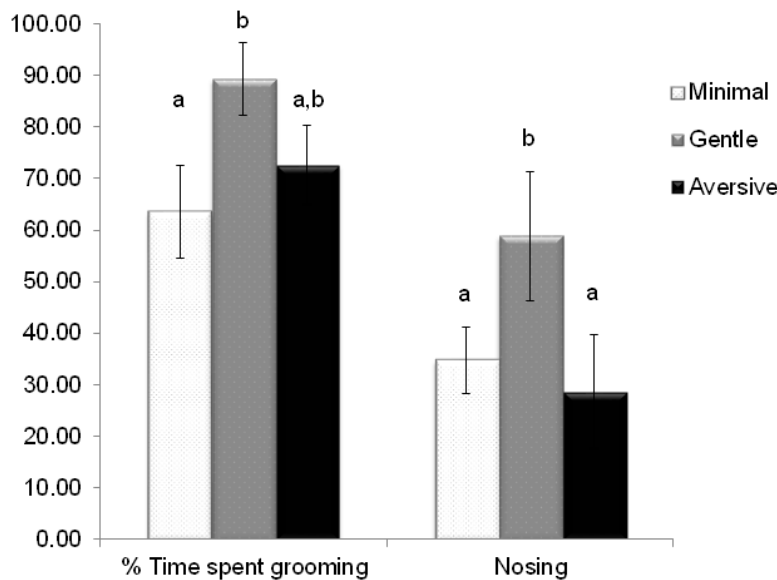 100.00
90.00
80.00
70.00
60.00
50.00
40.00
30.00
20.00
10.00
0.00
a
b
a,b
a
b
a
% Time spent grooming
Nosing
Minimal
Gentle
Aversive